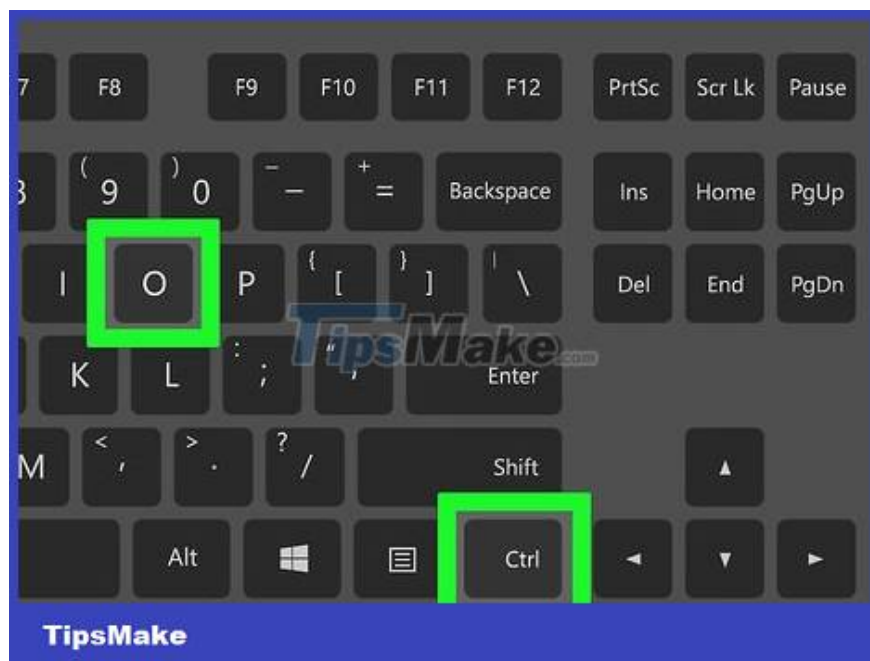 7 F8 F9 F10 F11 F12 PrtSc Scr Lk Pause
( ) _ +
9 0 – = Backspace Ins Home PgUp
{ } |
I O P [ ] \ Del End PgDn
TipsMake.com
: "
K L ; ' Enter
< > ?
M , . / Shift
Alt Ctrl
TipsMake